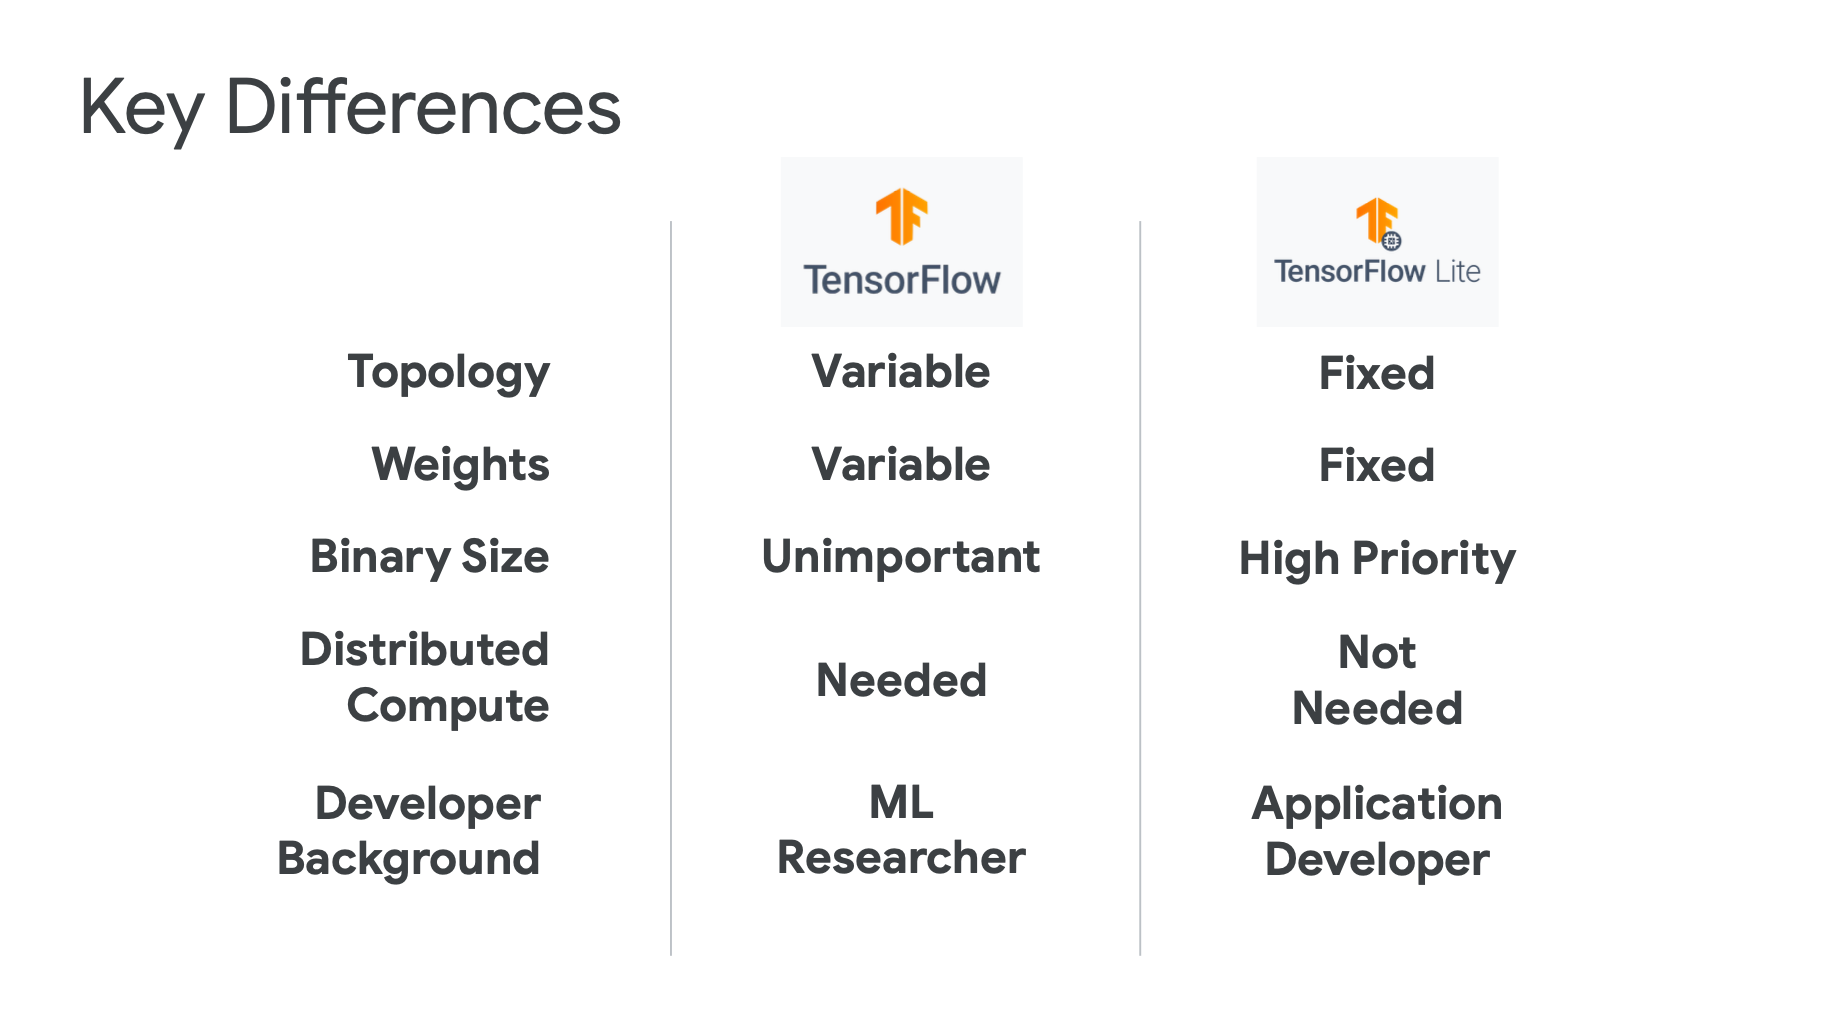 Key Differences
TensorFlow
TensorFlow Lite
Topology Variable Fixed
Weights Variable Fixed
Binary Size Unimportant High Priority
Distributed
Compute
Needed
Not
Needed
Developer
Background
ML
Researcher
Application
Developer